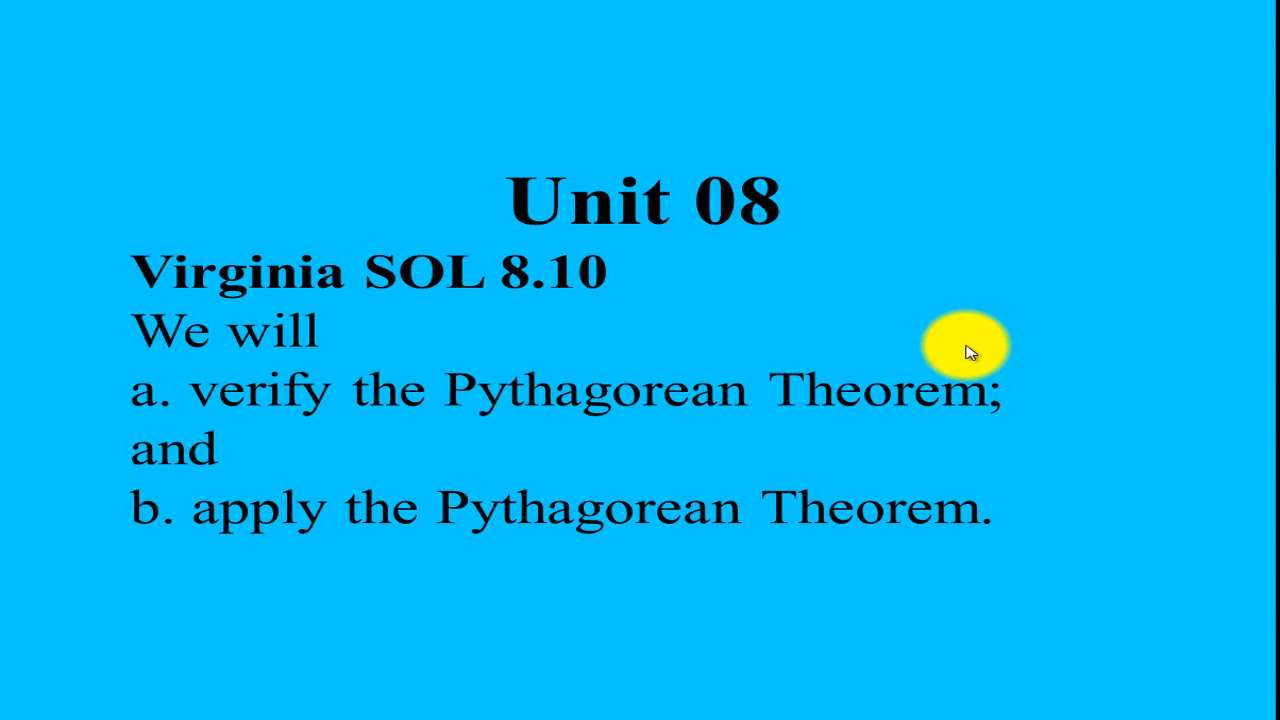 Unit 08
Virginia SOL 8.10
We will
a. verify the Pythagorean Theorem;
and
b. apply the Pythagorean Theorem.